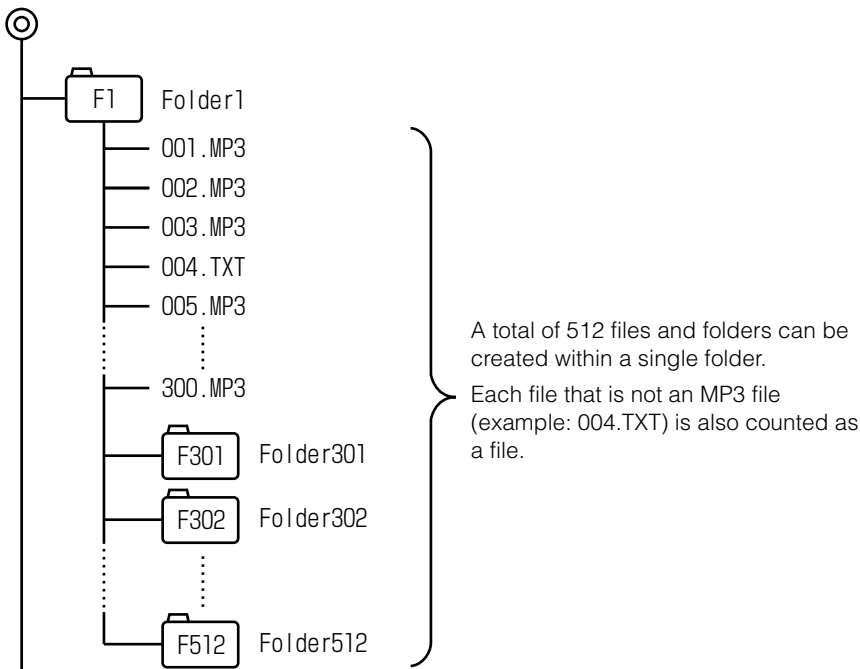 F1 Folder1
001.MP3
002.MP3
003.MP3
004.TXT
005.MP3
300.MP3
F301 Folder301
F302 Folder302
F512 Folder512
A total of 512 files and folders can be
created within a single folder.
Each file that is not an MP3 file
(example: 004.TXT) is also counted as
a file.